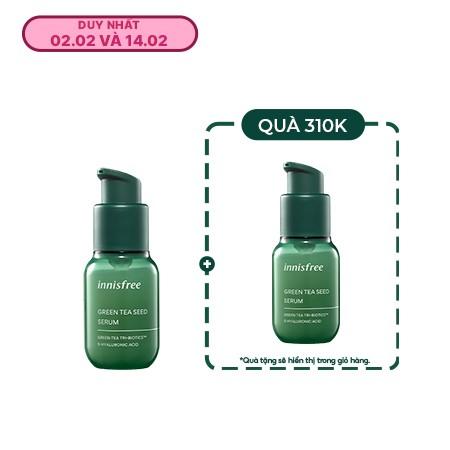 DUY NHẤT
02.02 VÀ 14.02
QUÀ 310K
innisfree
GREEN TEA SEED
SERUM
GREEN TEA TRI-BIOTICS™
5 HYALURONIC ACID
+
innisfree
GREEN TEA SEED
SERUM
GREEN TEA TRI-BIOTICS™
5 HYALURONIC ACID
*Quà tặng sẽ hiển thị trong giỏ hàng.